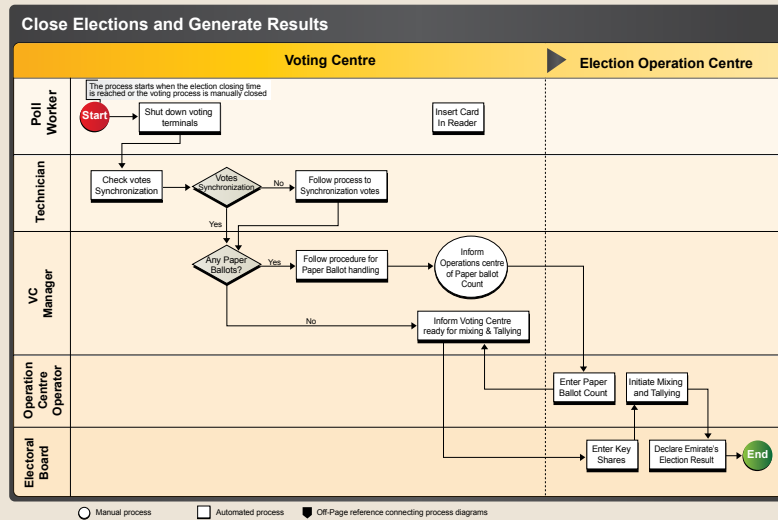 Close Elections and Generate Results
Voting Centre
Election Operation Centre
Poll
Worker
The process starts when the election closing time
is reached or the voting process is manually closed
Start
Shut down voting
terminals
Insert Card
In Reader
Technician
Check votes
Synchronization
Votes
Synchronization
No
Follow process to
Synchronization votes
Yes
VC
Manager
Any Paper
Ballots?
Yes
Follow procedure for
Paper Ballot handling
Inform
Operations centre
of Paper ballot
Count
No
Inform Voting Centre
ready for mixing & Tallying
Operation
Centre
Operator
Enter Paper
Ballot Count
Initiate Mixing
and Tallying
Electoral
Board
Enter Key
Shares
Declare Emirate's
Election Result
End
Manual process
Automated process
Off-Page reference connecting process diagrams